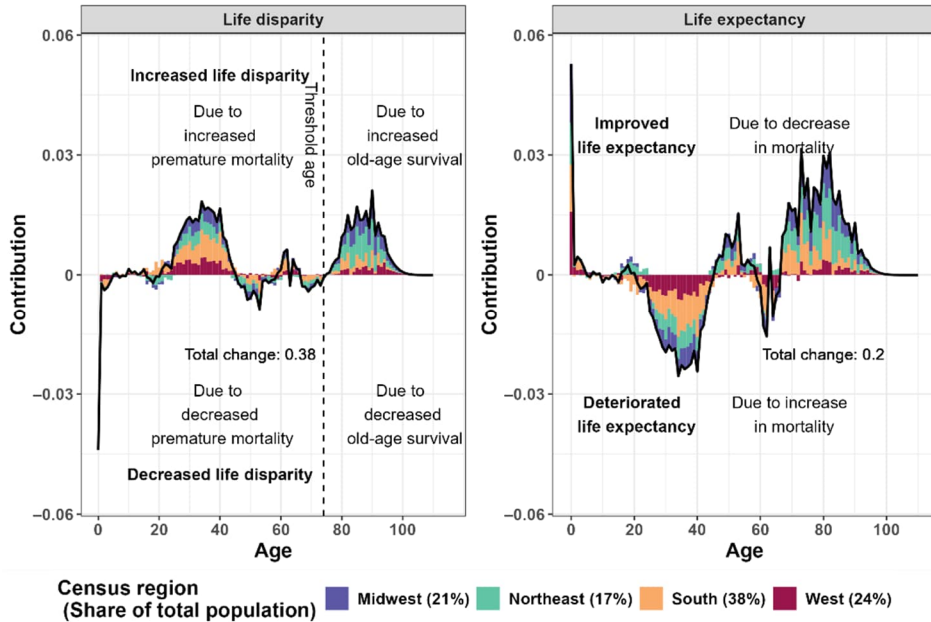 Life disparity
Life expectancy
0.06
0.03
0
−0.03
−0.06
Contribution
Increased life disparity
Due to
increased
premature mortality
Threshold age
Due to
increased
old-age survival
Total change: 0.38
Due to
decreased
premature mortality
Due to
decreased
old-age survival
Decreased life disparity
0 20 40 60 80 100
Age
0.06
0.03
0
−0.03
−0.06
Contribution
Improved
life expectancy
Due to decrease
in mortality
Total change: 0.2
Deteriorated
life expectancy
Due to increase
in mortality
0 20 40 60 80 100
Age
Census region
(Share of total population)
Midwest (21%)
Northeast (17%)
South (38%)
West (24%)